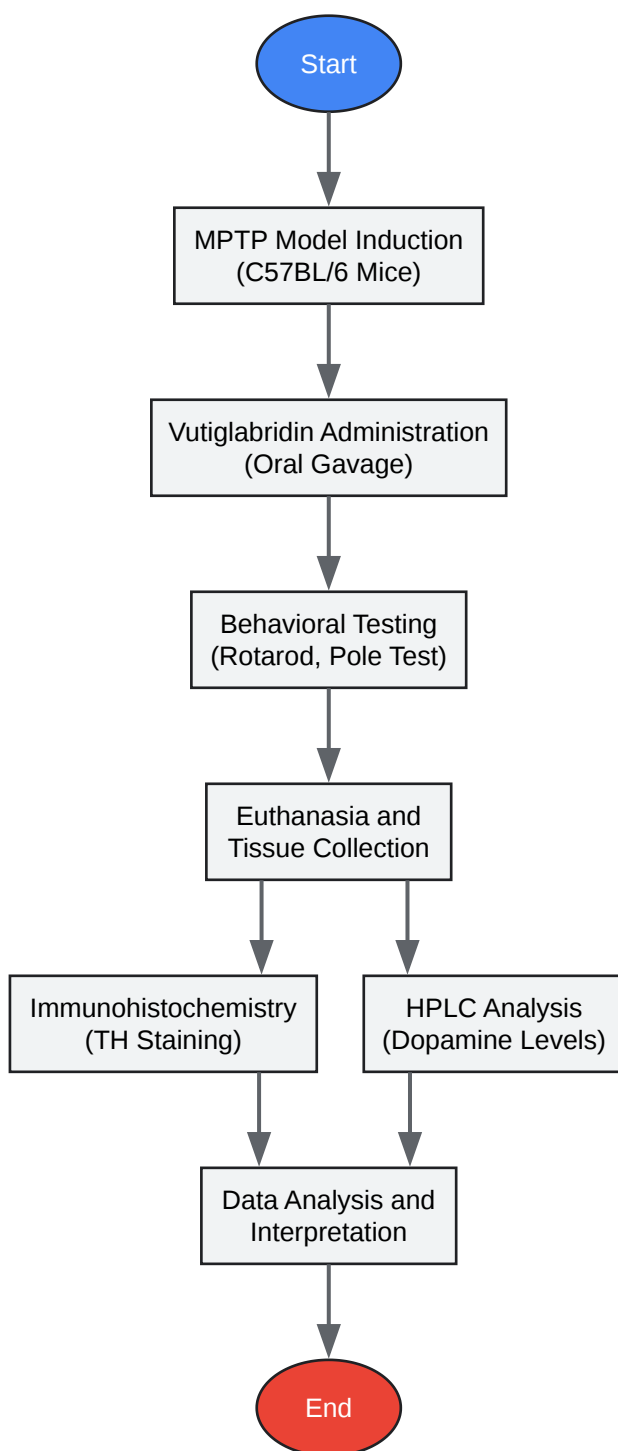 Start
MPTP Model Induction
(C57BL/6 Mice)
Vutiglabridin Administration
(Oral Gavage)
Behavioral Testing
(Rotarod, Pole Test)
Euthanasia and
Tissue Collection
Immunohistochemistry
(TH Staining)
HPLC Analysis
(Dopamine Levels)
Data Analysis and
Interpretation
End